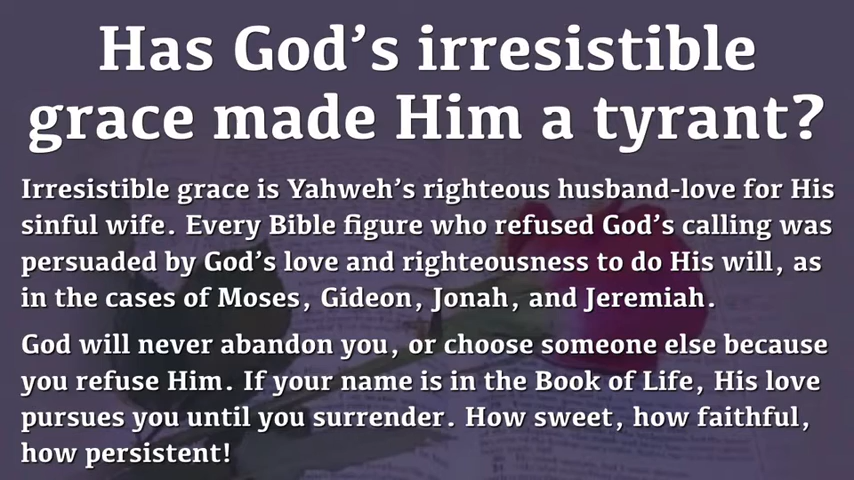 Has God’s irresistible
grace made Him a tyrant?
Irresistible grace is Yahweh’s righteous husband-love for His
sinful wife. Every Bible figure who refused God’s calling was
persuaded by God’s love and righteousness to do His will, as
in the cases of Moses, Gideon, Jonah, and Jeremiah.
God will never abandon you, or choose someone else because
you refuse Him. If your name is in the Book of Life, His love
pursues you until you surrender. How sweet, how faithful,
how persistent!